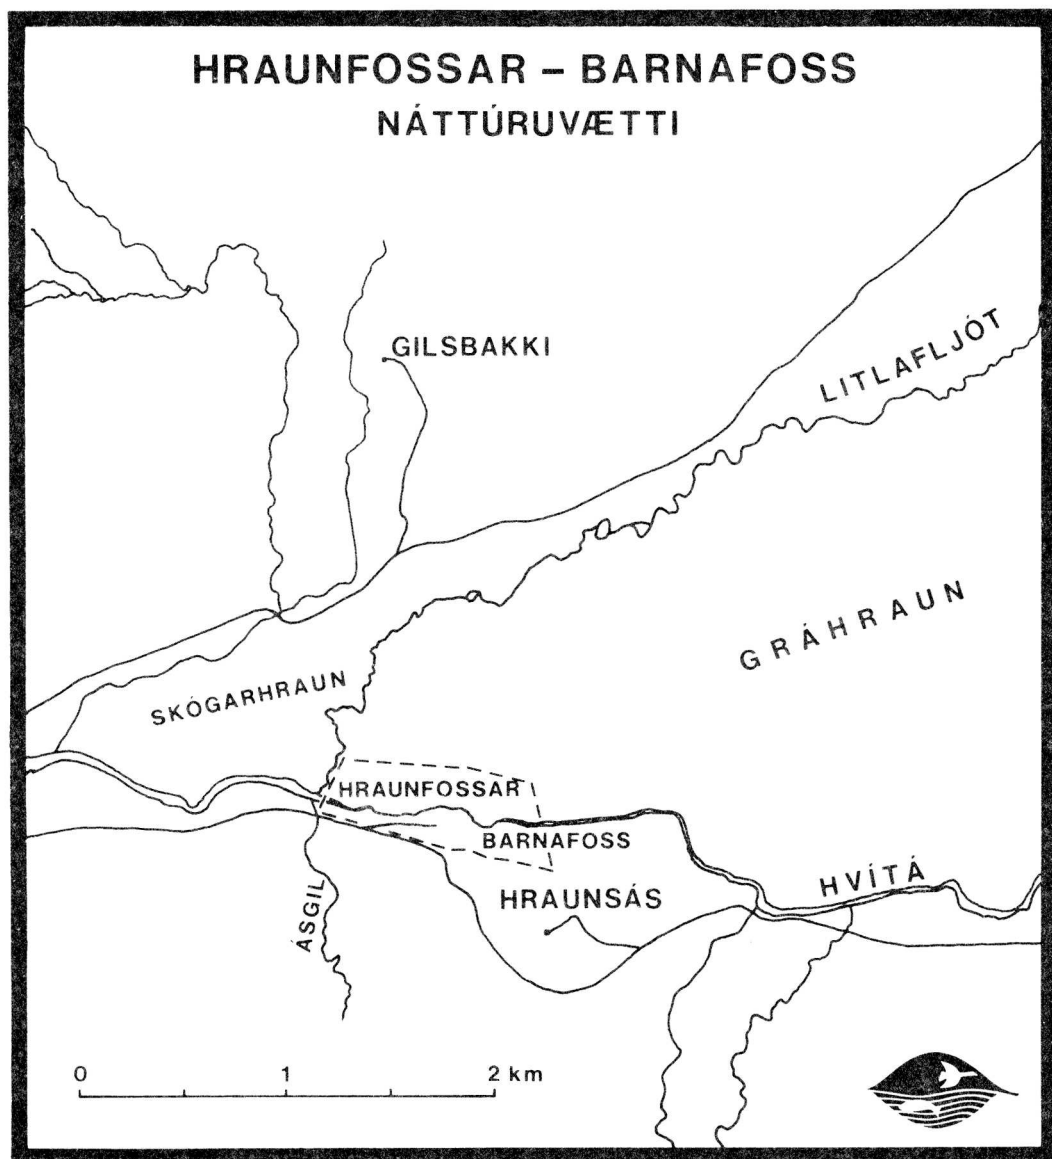 HRAUNFOSSAR – BARNAFOSS
NÁTTÚRUVÆTTI
GILSBAKKI
LITLAFLJÓT
GRÁHRAUN
SKÓGARHRAUN
HRAUNFOSSAR
BARNAFOSS
HVÍTÁ
HRAUNSÁS
ÁSGIL
0 1 2 km